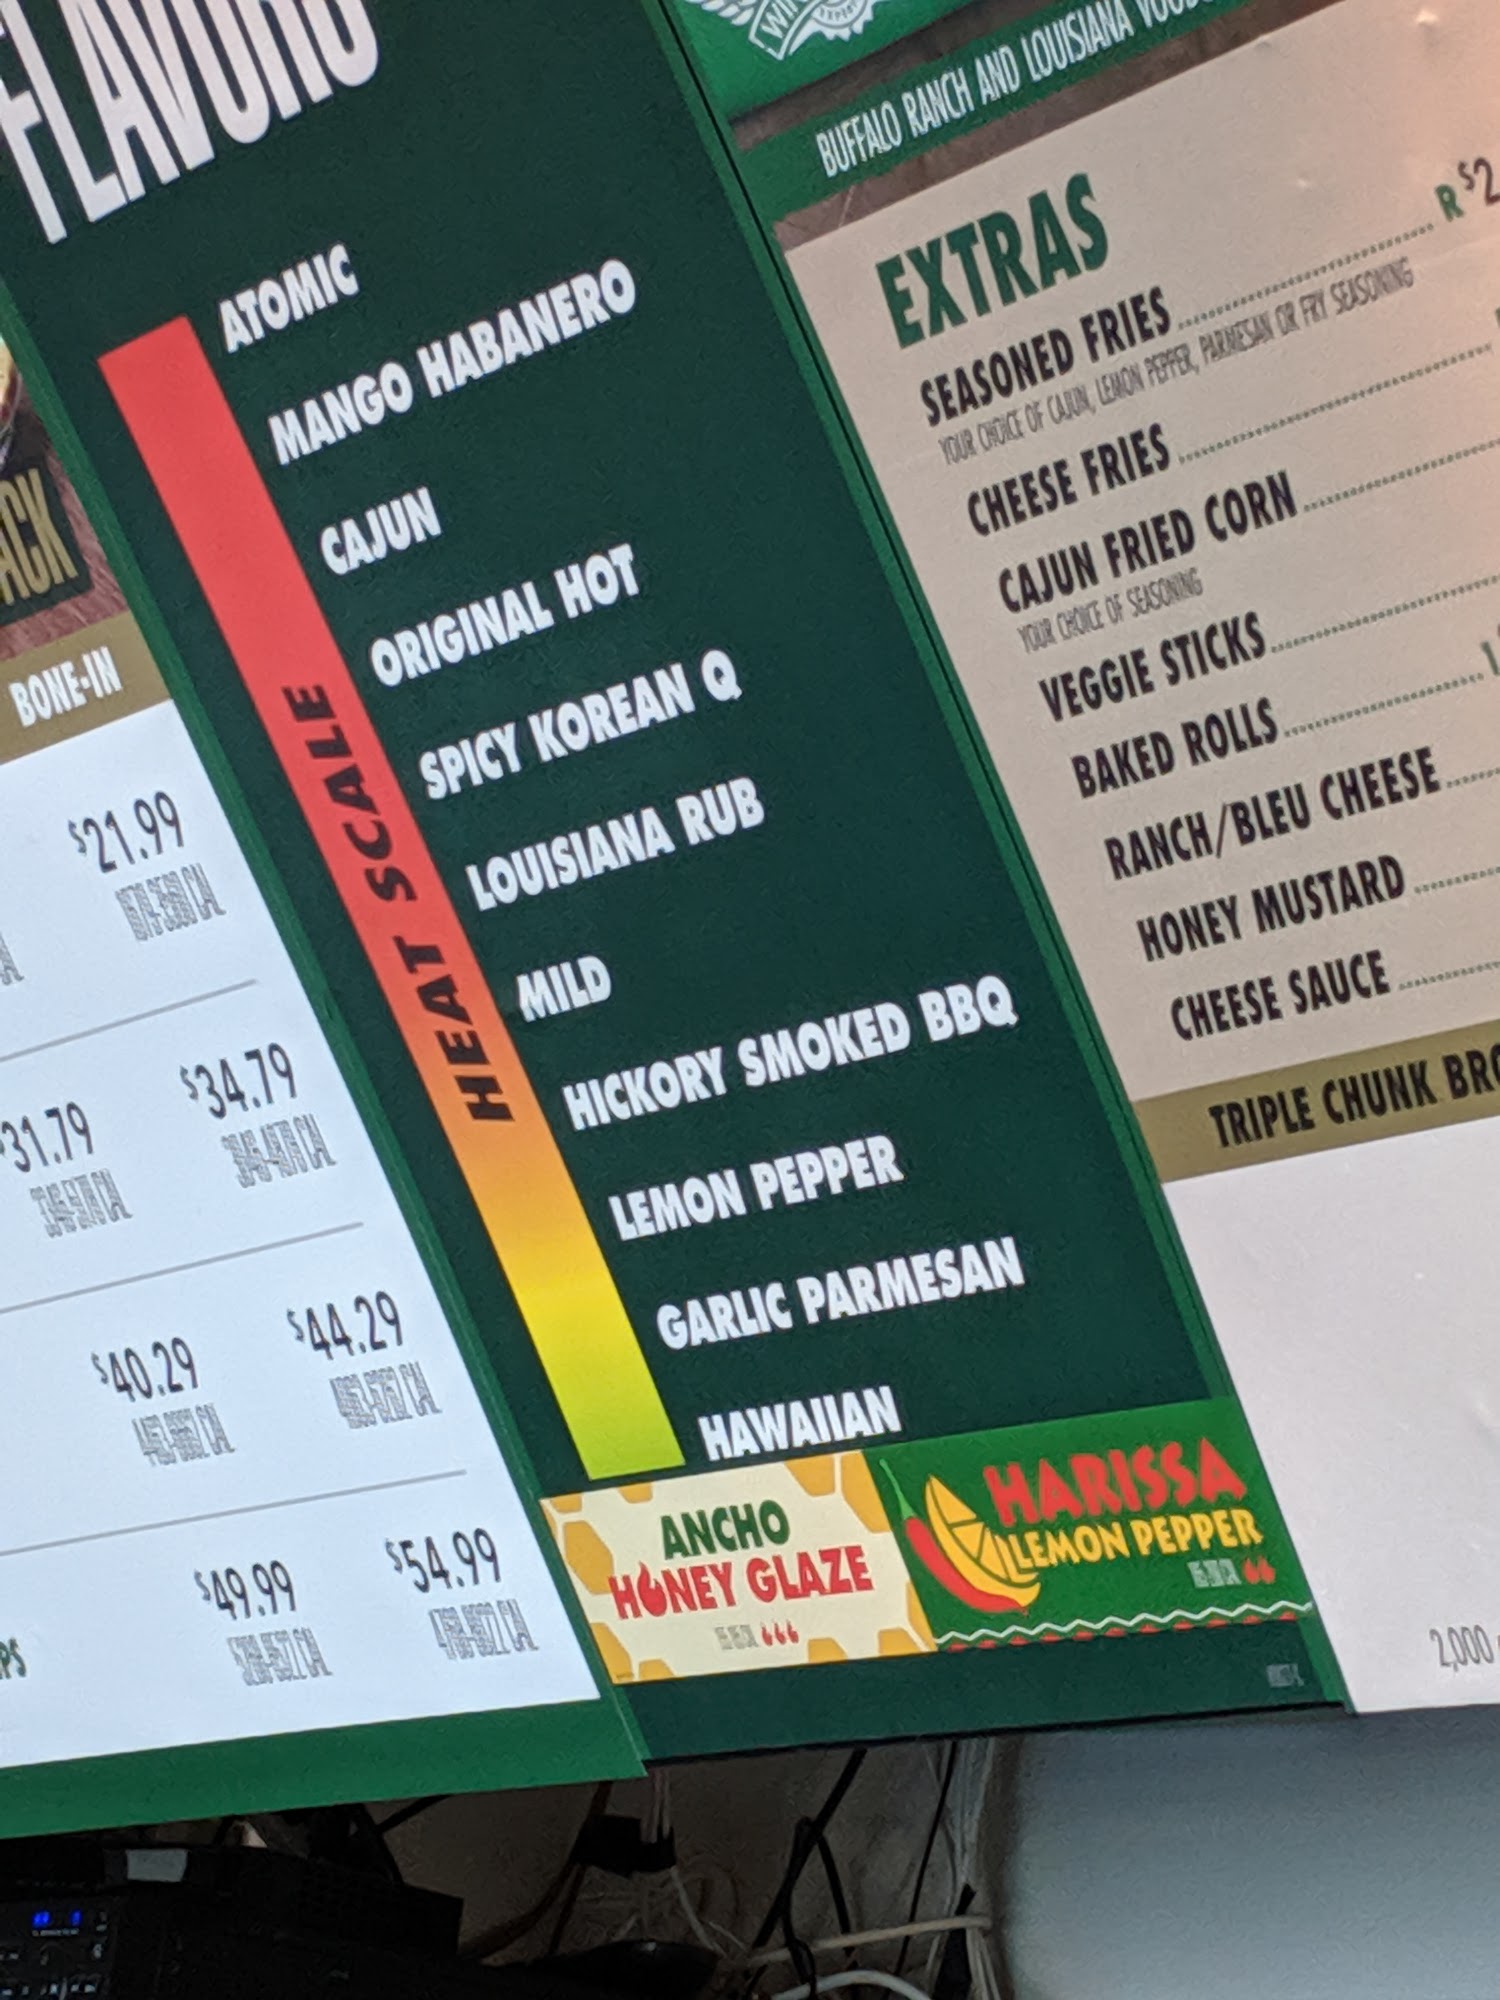 FLAVORS
ATOMIC
MANGO HABANERO
CAJUN
ORIGINAL HOT
SPICY KOREAN Q
LOUISIANA RUB
MILD
HICKORY SMOKED BBQ
LEMON PEPPER
GARLIC PARMESAN
HAWAIIAN
HEAT SCALE
ANCHO
HONEY GLAZE
HARISSA
LEMON PEPPER
BONE-IN
$21.99
$31.79 $34.79
$40.29 $44.29
$49.99 $54.99
BUFFALO RANCH AND LOUISIANA
EXTRAS
SEASONED FRIES R $2
YOUR CHOICE OF CAJUN, LEMON PEPPER, PARMESAN OR FRY SEASONING
CHEESE FRIES
CAJUN FRIED CORN
YOUR CHOICE OF SEASONING
VEGGIE STICKS
BAKED ROLLS 1
RANCH/BLEU CHEESE
HONEY MUSTARD
CHEESE SAUCE
TRIPLE CHUNK
2,000